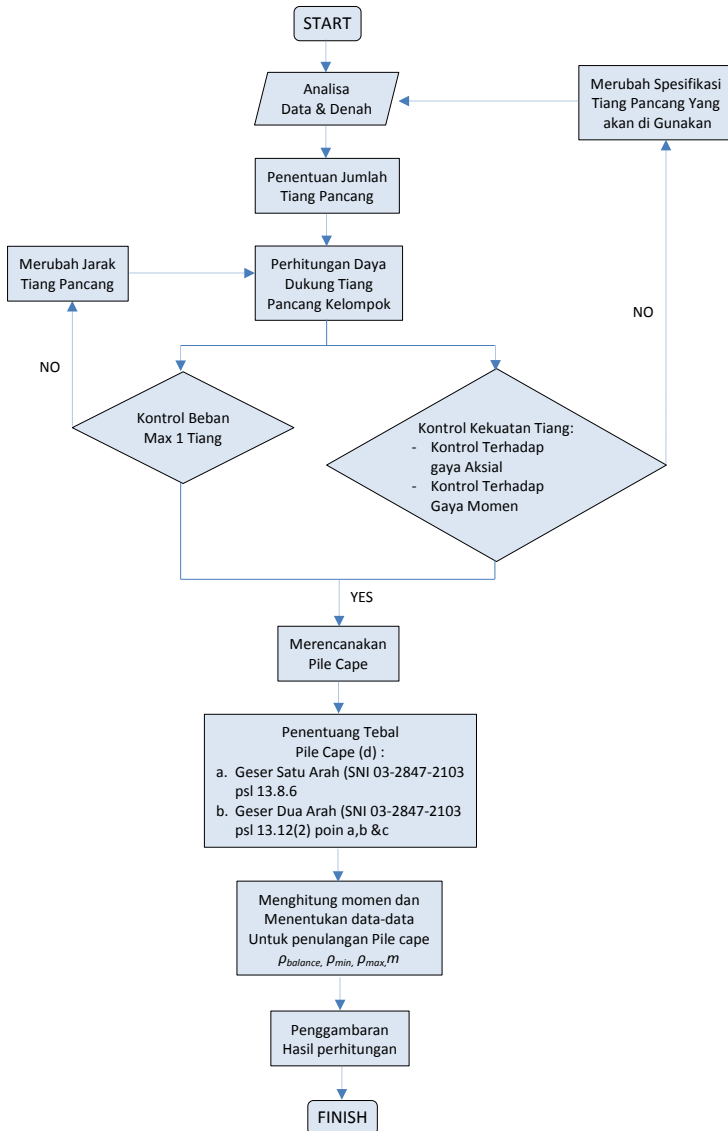 START
Analisa
Data & Denah
Merubah Spesifikasi
Tiang Pancang Yang
akan di Gunakan
Penentuan Jumlah
Tiang Pancang
Merubah Jarak
Tiang Pancang
Perhitungan Daya
Dukung Tiang
Pancang Kelompok
NO
NO
Kontrol Beban
Max 1 Tiang
Kontrol Kekuatan Tiang:
- Kontrol Terhadap
gaya Aksial
- Kontrol Terhadap
Gaya Momen
YES
Merencanakan
Pile Cape
Penentuang Tebal
Pile Cape (d) :
a. Geser Satu Arah (SNI 03-2847-2103
psl 13.8.6
b. Geser Dua Arah (SNI 03-2847-2103
psl 13.12(2) poin a,b &c
Menghitung momen dan
Menentukan data-data
Untuk penulangan Pile cape
ρbalance, ρmin, ρmax,m
Penggambaran
Hasil perhitungan
FINISH